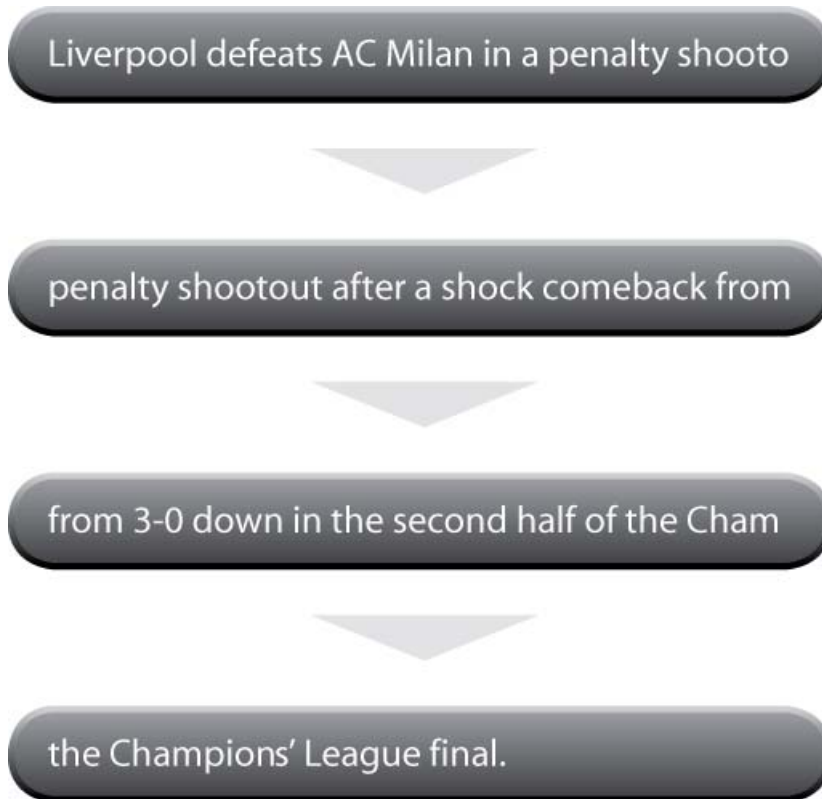 Liverpool defeats AC Milan in a penalty shooto
penalty shootout after a shock comeback from
from 3-0 down in the second half of the Cham
the Champions’ League final.